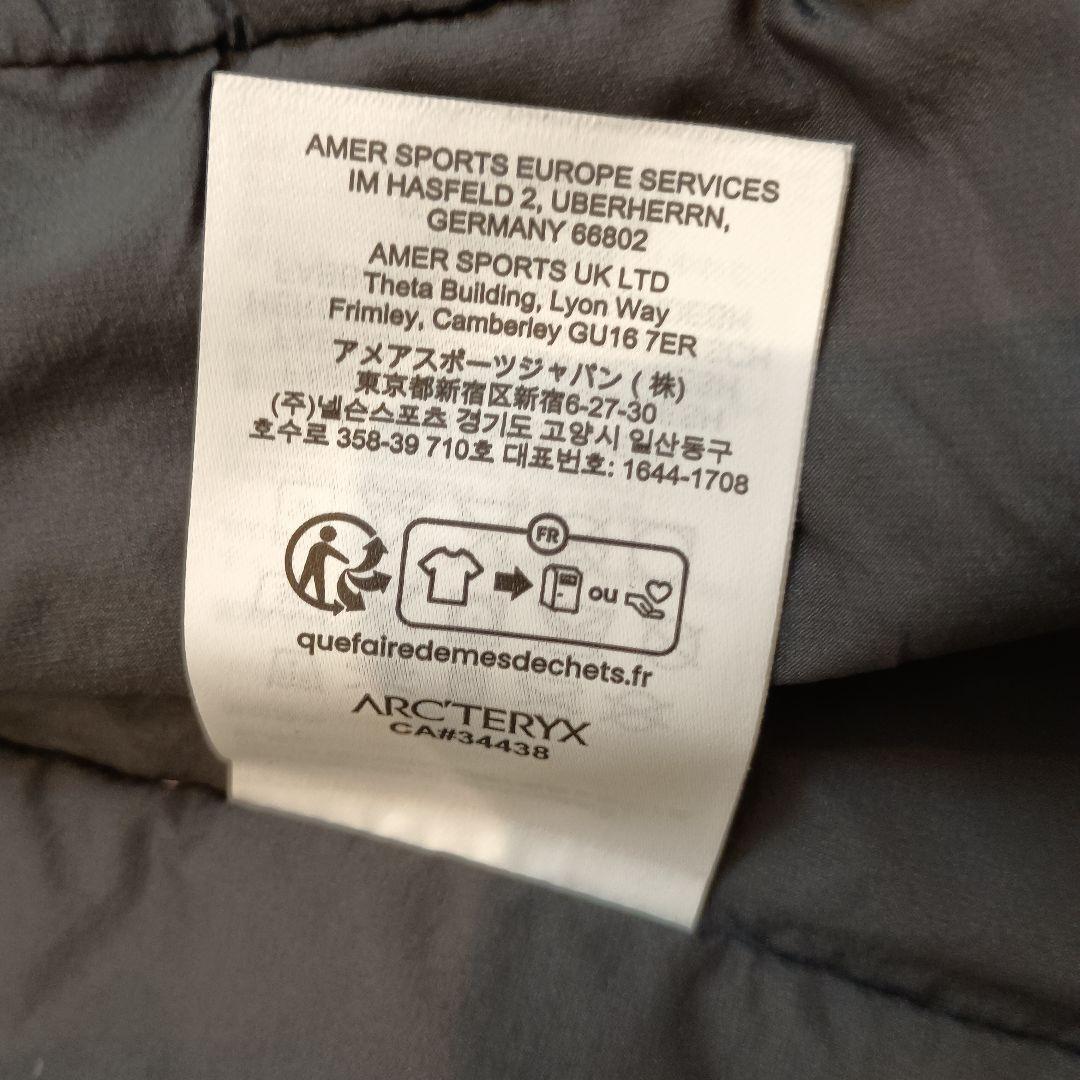 AMER SPORTS EUROPE SERVICES
IM HASFELD 2, UBERHERRN,
GERMANY 66802
AMER SPORTS UK LTD
Theta Building, Lyon Way
Frimley, Camberley GU16 7ER
アメアスポーツジャパン ( 株)
東京都新宿区新宿6-27-30
(주)넬슨스포츠 경기도 고양시 일산동구
호수로 358-39 710호 대표번호: 1644-1708
FR
ou
quefairedemesdechets.fr
ARC'TERYX
CA#34438